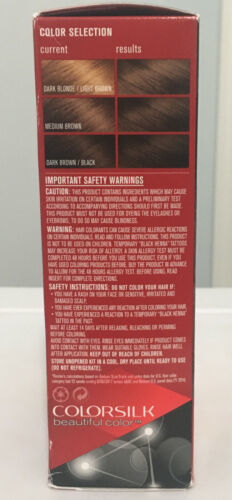 COLOR SELECTION
current results
DARK BLONDE / LIGHT BROWN
MEDIUM BROWN
DARK BROWN / BLACK
IMPORTANT SAFETY WARNINGS
CAUTION: THIS PRODUCT CONTAINS INGREDIENTS WHICH MAY CAUSE
SKIN IRRITATION ON CERTAIN INDIVIDUALS AND A PRELIMINARY TEST
ACCORDING TO ACCOMPANYING DIRECTIONS SHOULD FIRST BE MADE.
THIS PRODUCT MUST NOT BE USED FOR DYEING THE EYELASHES OR
EYEBROWS; TO DO SO MAY CAUSE BLINDNESS.
WARNING: HAIR COLORANTS CAN CAUSE SEVERE ALLERGIC REACTIONS
ON CERTAIN INDIVIDUALS. READ AND FOLLOW INSTRUCTIONS. THIS PRODUCT
IS NOT TO BE USED ON CHILDREN. TEMPORARY "BLACK HENNA" TATTOOS
MAY INCREASE YOUR RISK OF ALLERGY. A SKIN ALLERGY TEST MUST BE
COMPLETED 48 HOURS BEFORE YOU USE THIS PRODUCT, EVEN IF YOU
HAVE USED COLORING PRODUCTS BEFORE. BUY THE PRODUCT IN ADVANCE
TO ALLOW FOR THE 48 HOUR ALLERGY TEST. BEFORE USING, READ
INSERT FOR COMPLETE DIRECTIONS.
SAFETY INSTRUCTIONS: DO NOT COLOR YOUR HAIR IF:
• YOU HAVE A RASH ON YOUR FACE OR SENSITIVE, IRRITATED AND
DAMAGED SCALP.
• YOU HAVE EVER EXPERIENCED ANY REACTION AFTER COLORING YOUR HAIR.
• YOU HAVE EXPERIENCED A REACTION TO A TEMPORARY "BLACK HENNA"
TATTOO IN THE PAST.
WAIT AT LEAST 14 DAYS AFTER RELAXING, BLEACHING OR PERMING
BEFORE COLORING.
AVOID CONTACT WITH EYES. RINSE EYES IMMEDIATELY IF PRODUCT COMES
INTO CONTACT WITH THEM. WEAR SUITABLE GLOVES. RINSE HAIR WELL
AFTER APPLICATION. KEEP OUT OF REACH OF CHILDREN.
STORE UNOPENED KIT IN A COOL, DRY PLACE UNTIL READY TO USE
(DO NOT REFRIGERATE).
COLORSILK
beautiful color™